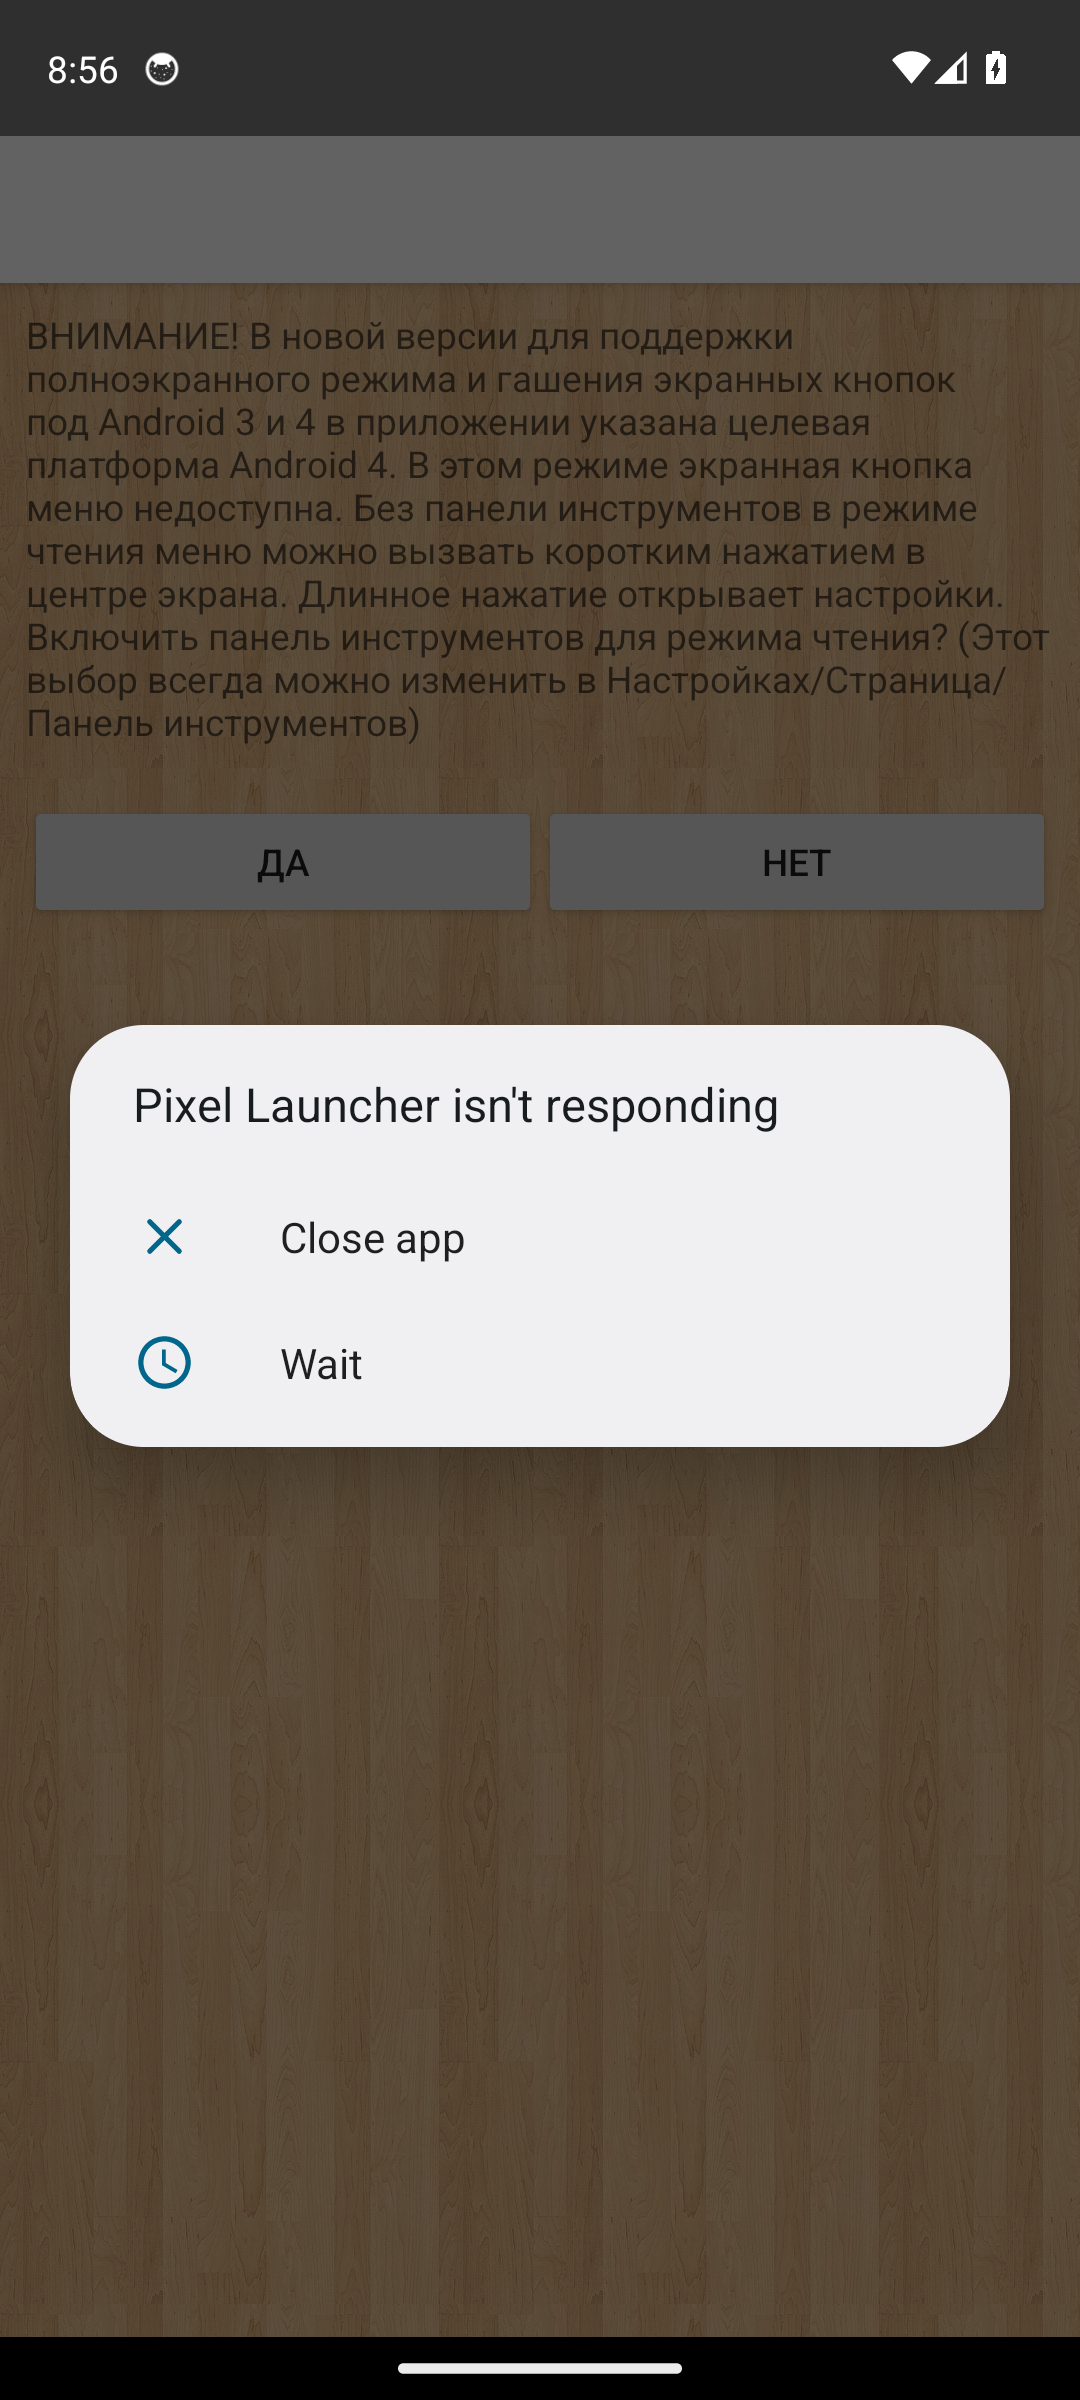 8:56
ВНИМАНИЕ! В новой версии для поддержки
полноэкранного режима и гашения экранных кнопок
под Android 3 и 4 в приложении указана целевая
платформа Android 4. В этом режиме экранная кнопка
меню недоступна. Без панели инструментов в режиме
чтения меню можно вызвать коротким нажатием в
центре экрана. Длинное нажатие открывает настройки.
Включить панель инструментов для режима чтения? (Этот
выбор всегда можно изменить в Настройках/Страница/
Панель инструментов)
ДА
НЕТ
Pixel Launcher isn't responding
Close app
Wait